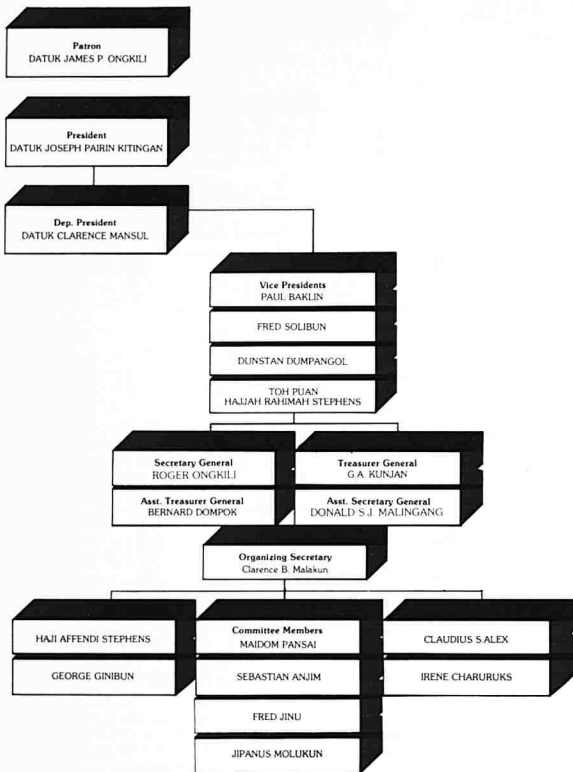 Patron
DATUK JAMES P. ONGKILI
President
DATUK JOSEPH PAIRIN KITINGAN
Dep. President
DATUK CLARENCE MANSUL
Vice Presidents
PAUL BAKLIN
FRED SOLIBUN
DUNSTAN DUMPANGOL
TOH PUAN
HAJJAH RAHIMAH STEPHENS
Secretary General
ROGER ONGKILI
Treasurer General
G.A. KUNJAN
Asst. Treasurer General
BERNARD DOMPOK
Asst. Secretary General
DONALD S.J. MALINGANG
Organizing Secretary
Clarence B. Malakun
HAJI AFFENDI STEPHENS
GEORGE GINIBUN
Committee Members
MAIDOM PANSAI
SEBASTIAN ANJIM
FRED JINU
JIPANUS MOLUKUN
CLAUDIUS S.ALEX
IRENE CHARURUKS